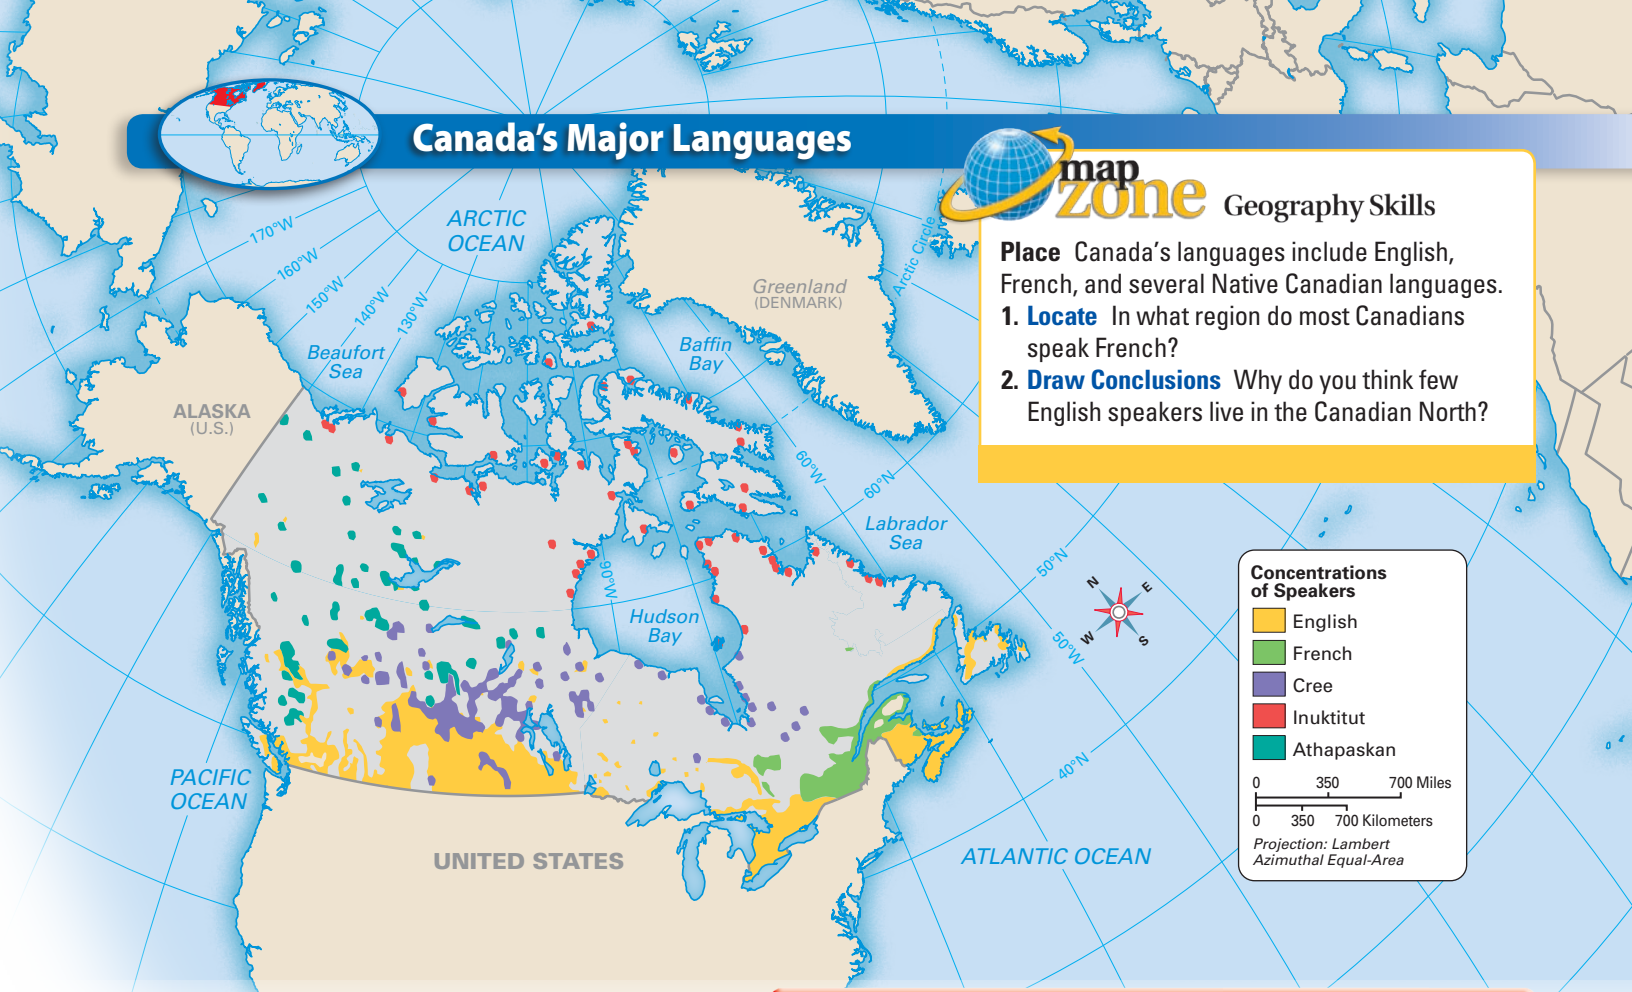 Canada's Major Languages
map
zone
Geography Skills
Place Canada's languages include English,
French, and several Native Canadian languages.
1. Locate In what region do most Canadians
speak French?
2. Draw Conclusions Why do you think few
English speakers live in the Canadian North?
170°W
160°W
150°W
140°W
130°W
ARCTIC
OCEAN
Arctic Circle
Greenland
(DENMARK)
Beaufort
Sea
Baffin
Bay
ALASKA
(U.S.)
60°W
60°N
Labrador
Sea
50°N
90°W
Hudson
Bay
50°W
N
E
W
S
40°N
PACIFIC
OCEAN
UNITED STATES
ATLANTIC OCEAN
Concentrations
of Speakers
English
French
Cree
Inuktitut
Athapaskan
0 350 700 Miles
0 350 700 Kilometers
Projection: Lambert
Azimuthal Equal-Area